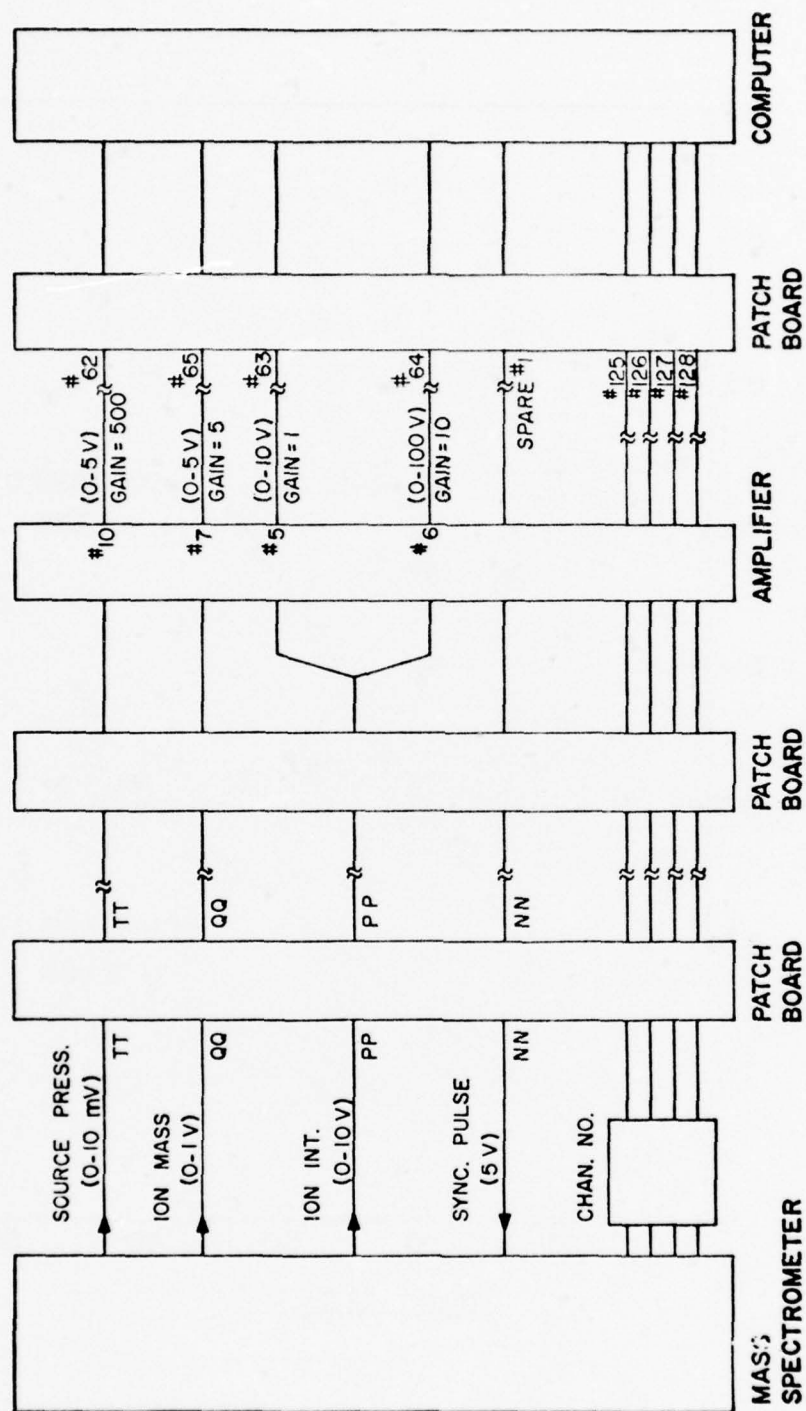 SOURCE PRESS.
(0-10 mV)
TT
TT
#10
(0-5 V)
GAIN = 500
#62
ION MASS
(0-1 V)
QQ
QQ
#7
(0-5 V)
GAIN = 5
#65
#5
(0-10 V)
GAIN = 1
#63
ION INT.
(0-10 V)
PP
PP
#6
(0-100 V)
GAIN = 10
#64
SYNC. PULSE
(5 V)
NN
NN
SPARE #1
CHAN. NO.
#125
#126
#127
#128
MASS
SPECTROMETER
PATCH
BOARD
PATCH
BOARD
AMPLIFIER
PATCH
BOARD
COMPUTER